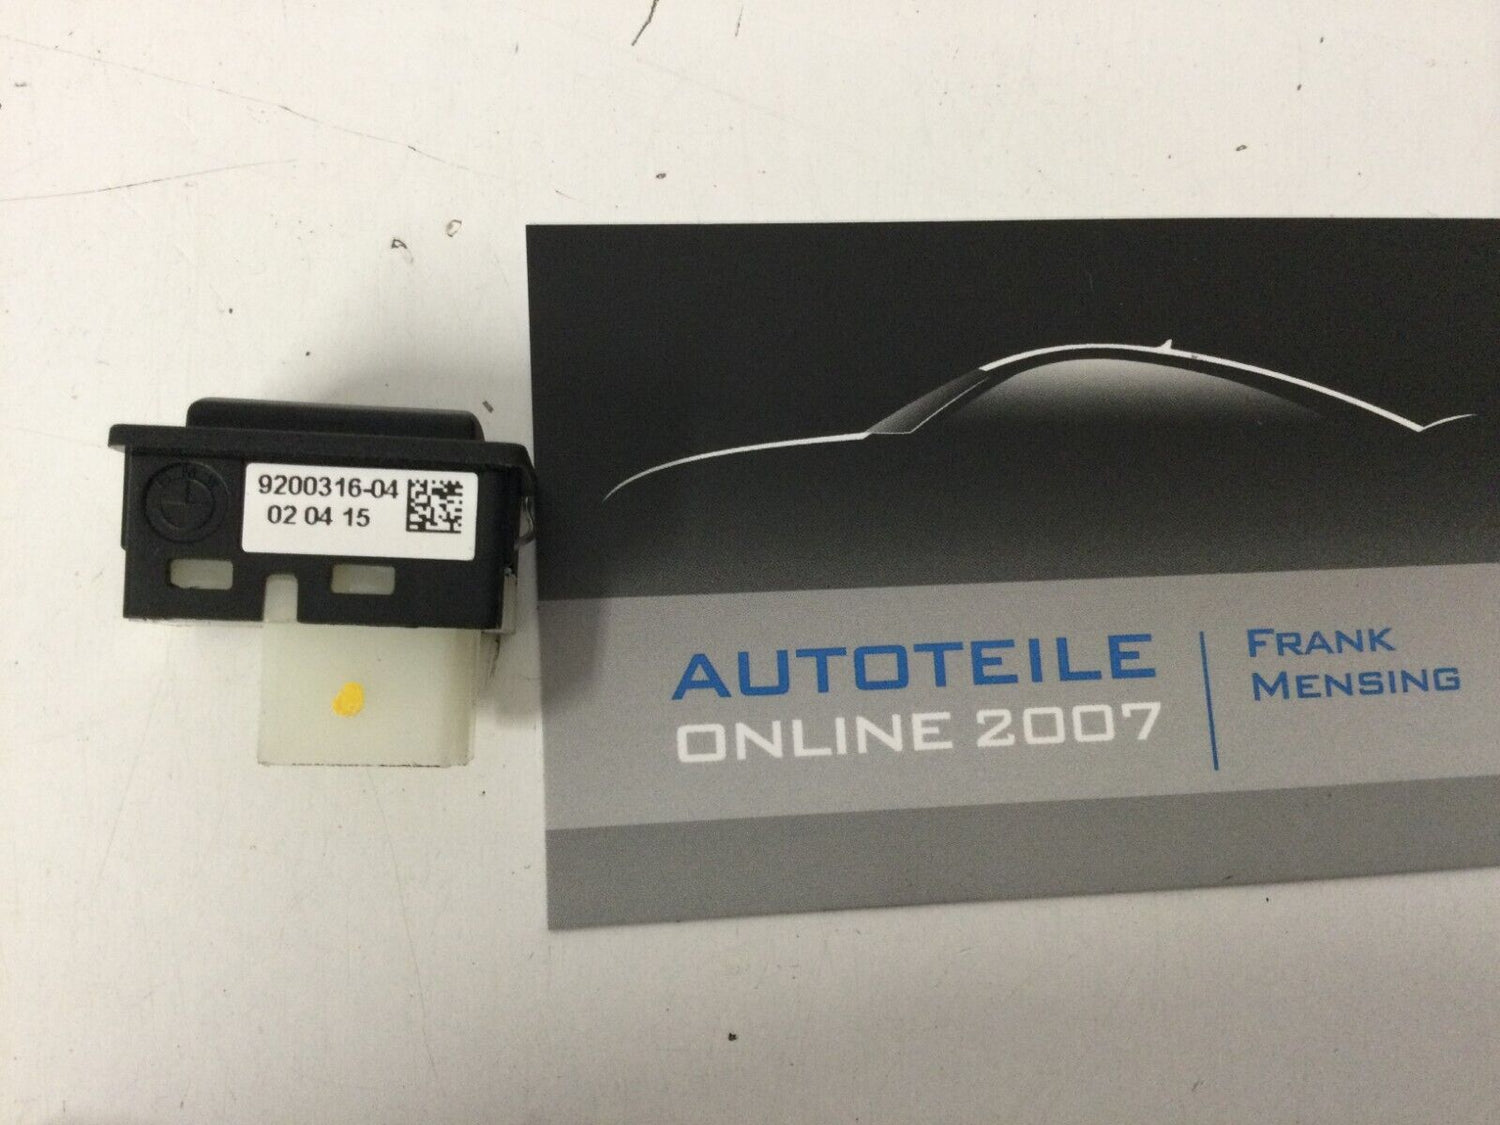 9200316-04
02 04 15
AUTOTEILE
ONLINE 2007
FRANK
MENSING